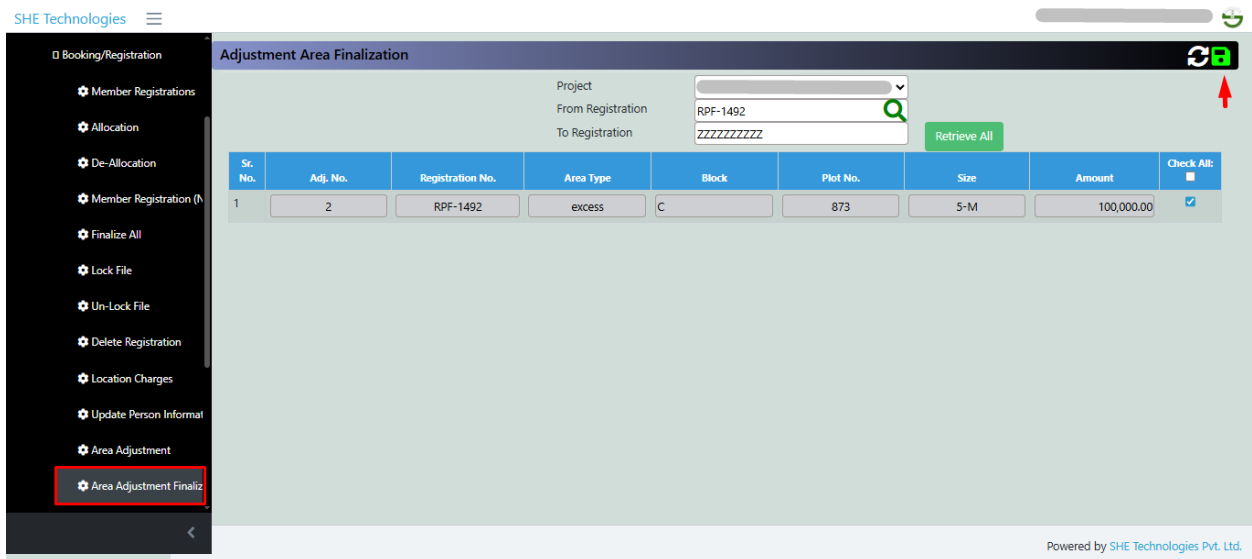 SHE Technologies
Booking/Registration
Member Registrations
Allocation
De-Allocation
Member Registration (N
Finalize All
Lock File
Un-Lock File
Delete Registration
Location Charges
Update Person Informat
Area Adjustment
Area Adjustment Finaliz
Adjustment Area Finalization
Project
From Registration RPF-1492
To Registration ZZZZZZZZZZ Retrieve All
Sr. No. Adj. No. Registration No. Area Type Block Plot No. Size Amount Check All:
1 2 RPF-1492 excess C 873 5-M 100,000.00
Powered by SHE Technologies Pvt. Ltd.